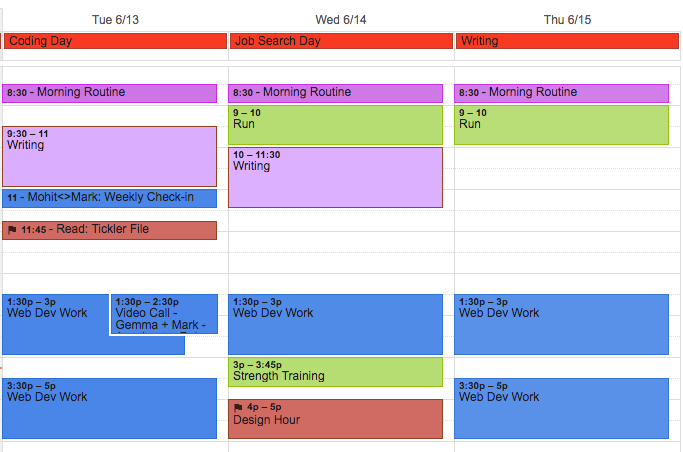 Tue 6/13
Wed 6/14
Thu 6/15
Coding Day
Job Search Day
Writing
8:30 - Morning Routine
9:30 – 11
Writing
11 - Mohit<>Mark: Weekly Check-in
11:45 - Read: Tickler File
1:30p – 3p
Web Dev Work
1:30p – 2:30p
Video Call -
Gemma + Mark -
3:30p – 5p
Web Dev Work
8:30 - Morning Routine
9 – 10
Run
10 – 11:30
Writing
1:30p – 3p
Web Dev Work
3p – 3:45p
Strength Training
4p – 5p
Design Hour
8:30 - Morning Routine
9 – 10
Run
1:30p – 3p
Web Dev Work
3:30p – 5p
Web Dev Work